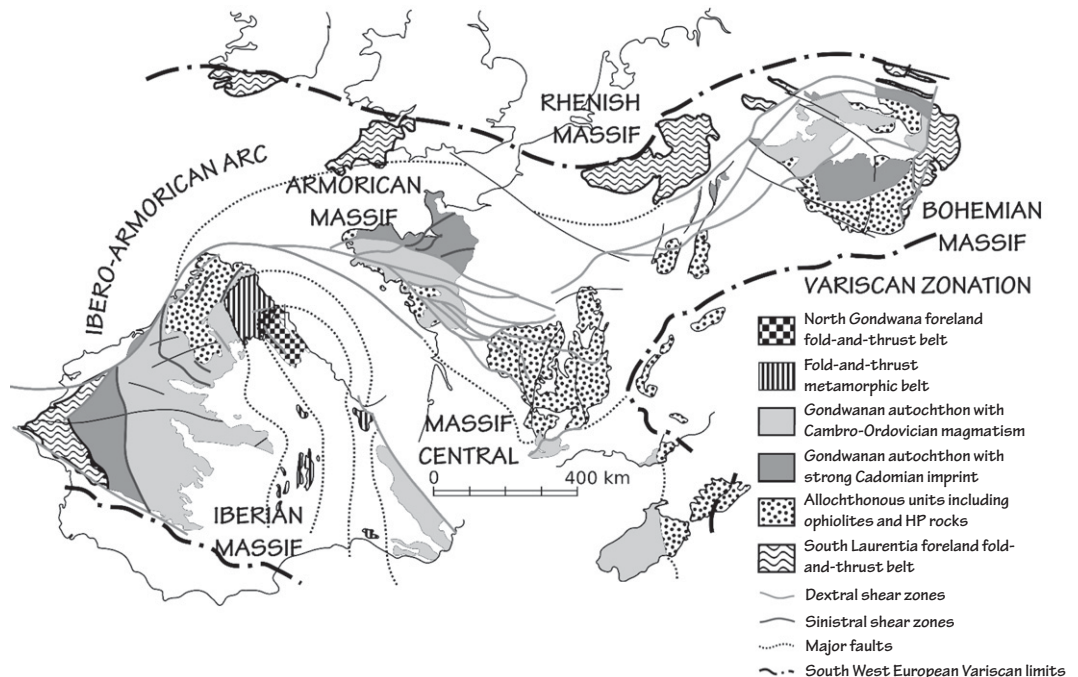 RHENISH
MASSIF
IBERO-ARMORICAN ARC
ARMORICAN
MASSIF
BOHEMIAN
MASSIF
MASSIF
CENTRAL
0 400 km
IBERIAN
MASSIF
VARISCAN ZONATION
North Gondwana foreland
fold-and-thrust belt
Fold-and-thrust
metamorphic belt
Gondwanan autochthon with
Cambro-Ordovician magmatism
Gondwanan autochthon with
strong Cadomian imprint
Allochthonous units including
ophiolites and HP rocks
South Laurentia foreland fold-
and-thrust belt
Dextral shear zones
Sinistral shear zones
Major faults
South West European Variscan limits